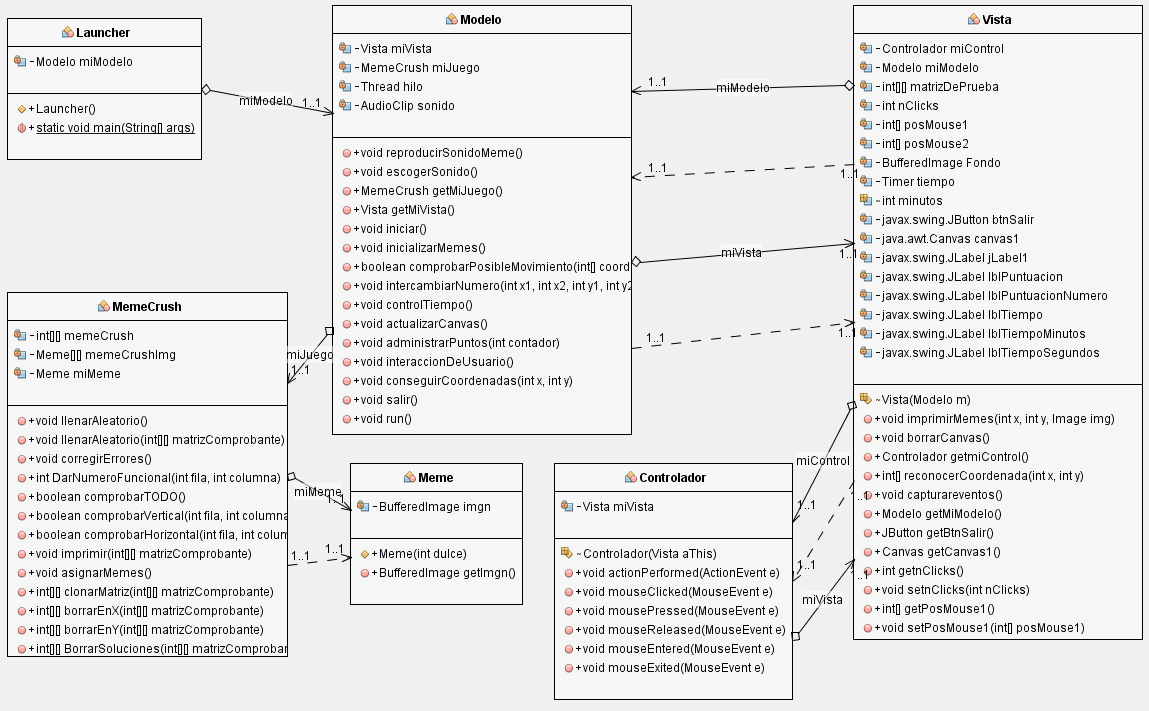 Launcher
-Modelo miModelo
+Launcher()
+static void main(String[] args)
miModelo
1..1
Modelo
-Vista miVista
-MemeCrush miJuego
-Thread hilo
-AudioClip sonido
+void reproducirSonidoMeme()
+void escogerSonido()
+MemeCrush getMiJuego()
+Vista getMiVista()
+void iniciar()
+void inicializarMemes()
+boolean comprobarPosibleMovimiento(int[] coord
+void intercambiarNumero(int x1, int x2, int y1, int y2
+void controlTiempo()
+void actualizarCanvas()
+void administrarPuntos(int contador)
+void interaccionDeUsuario()
+void conseguirCoordenadas(int x, int y)
+void salir()
+void run()
1..1
miModelo
1..1
1..1
miVista
1..1
1..1
1..1
Vista
-Controlador miControl
-Modelo miModelo
-int[][] matrizDePrueba
-int nClicks
-int[] posMouse1
-int[] posMouse2
-BufferedImage Fondo
-Timer tiempo
~int minutos
-javax.swing.JButton btnSalir
-java.awt.Canvas canvas1
-javax.swing.JLabel jLabel1
-javax.swing.JLabel lblPuntuacion
-javax.swing.JLabel lblPuntuacionNumero
-javax.swing.JLabel lblTiempo
-javax.swing.JLabel lblTiempoMinutos
-javax.swing.JLabel lblTiempoSegundos
~Vista(Modelo m)
+void imprimirMemes(int x, int y, Image img)
+void borrarCanvas()
+Controlador getmiControl()
+int[] reconocerCoordenada(int x, int y)
+void capturareventos()
+Modelo getMiModelo()
+JButton getBtnSalir()
+Canvas getCanvas1()
+int getnClicks()
+void setnClicks(int nClicks)
+int[] getPosMouse1()
+void setPosMouse1(int[] posMouse1)
MemeCrush
-int[][] memeCrush
-Meme[][] memeCrushImg
-Meme miMeme
+void llenarAleatorio()
+void llenarAleatorio(int[][] matrizComprobante)
+void corregirErrores()
+int DarNumeroFuncional(int fila, int columna)
+boolean comprobarTODO()
+boolean comprobarVertical(int fila, int columna
+boolean comprobarHorizontal(int fila, int colum
+void imprimir(int[][] matrizComprobante)
+void asignarMemes()
+int[][] clonarMatriz(int[][] matrizComprobante)
+int[][] borrarEnX(int[][] matrizComprobante)
+int[][] borrarEnY(int[][] matrizComprobante)
+int[][] BorrarSoluciones(int[][] matrizComprobar
miJuego
1..1
miMeme
1..1
1..1
1..1
Meme
-BufferedImage imgn
+Meme(int dulce)
+BufferedImage getImgn()
Controlador
-Vista miVista
~Controlador(Vista aThis)
+void actionPerformed(ActionEvent e)
+void mouseClicked(MouseEvent e)
+void mousePressed(MouseEvent e)
+void mouseReleased(MouseEvent e)
+void mouseEntered(MouseEvent e)
+void mouseExited(MouseEvent e)
miControl
1..1
..1
1..1
miVista
..1